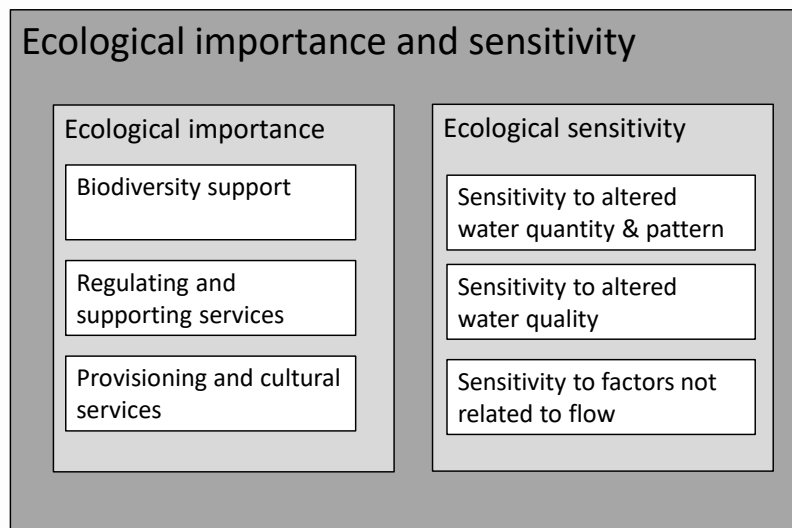 Ecological importance and sensitivity
Ecological importance
Biodiversity support
Regulating and
supporting services
Provisioning and cultural
services
Ecological sensitivity
Sensitivity to altered
water quantity & pattern
Sensitivity to altered
water quality
Sensitivity to factors not
related to flow